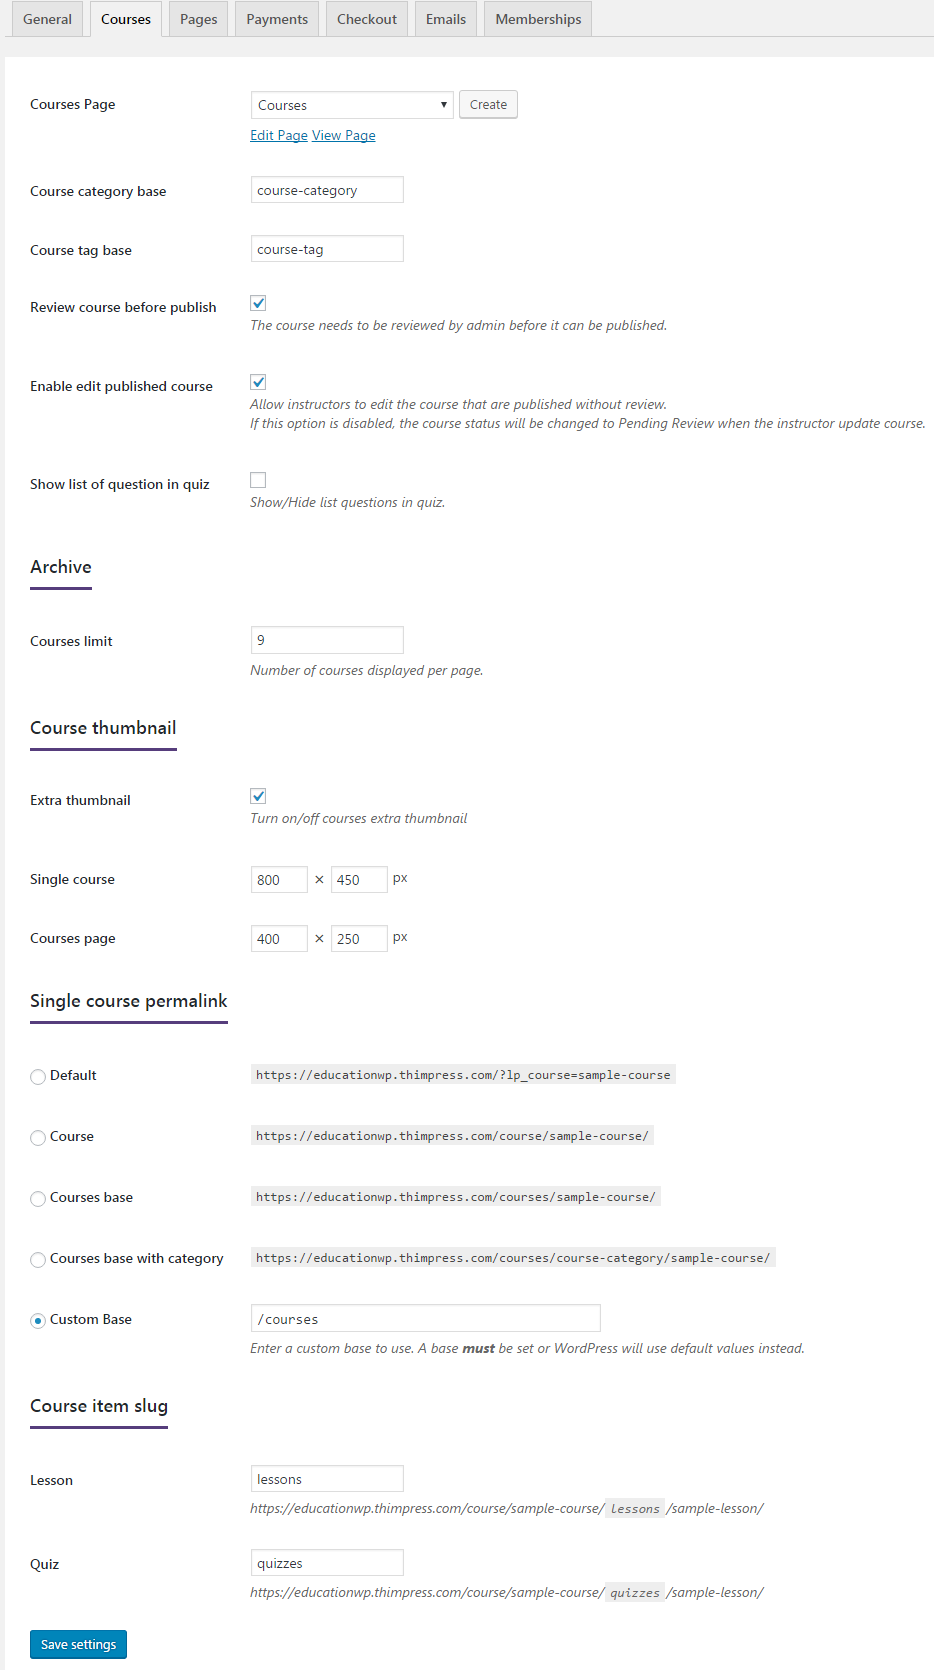 General Courses Pages Payments Checkout Emails Memberships
Courses Page Courses Create
Edit Page View Page
Course category base course-category
Course tag base course-tag
Review course before publish
The course needs to be reviewed by admin before it can be published.
Enable edit published course
Allow instructors to edit the course that are published without review.
If this option is disabled, the course status will be changed to Pending Review when the instructor update course.
Show list of question in quiz
Show/Hide list questions in quiz.
Archive
Courses limit 9
Number of courses displayed per page.
Course thumbnail
Extra thumbnail
Turn on/off courses extra thumbnail
Single course 800 × 450 px
Courses page 400 × 250 px
Single course permalink
Default https://educationwp.thimpress.com/?lp_course=sample-course
Course https://educationwp.thimpress.com/course/sample-course/
Courses base https://educationwp.thimpress.com/courses/sample-course/
Courses base with category https://educationwp.thimpress.com/courses/course-category/sample-course/
Custom Base /courses
Enter a custom base to use. A base must be set or WordPress will use default values instead.
Course item slug
Lesson lessons
https://educationwp.thimpress.com/course/sample-course/ lessons /sample-lesson/
Quiz quizzes
https://educationwp.thimpress.com/course/sample-course/ quizzes /sample-lesson/
Save settings